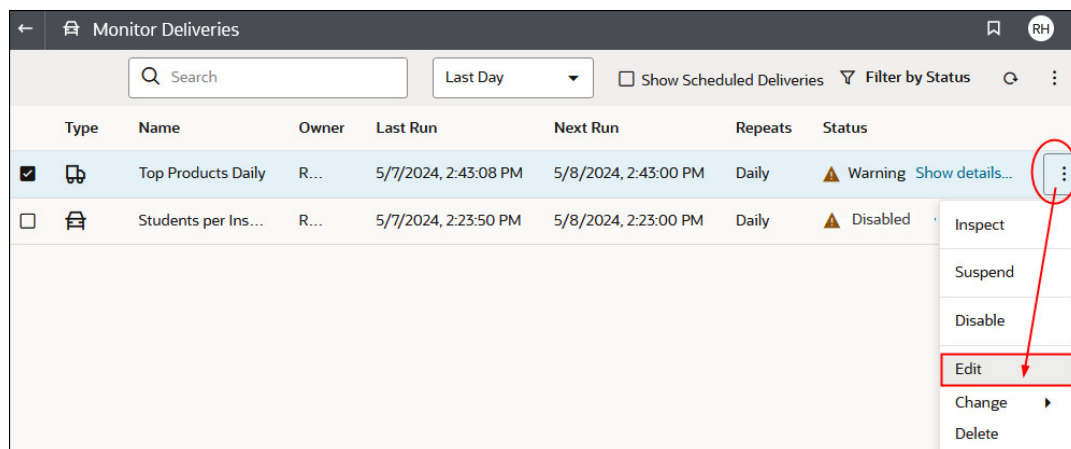 Monitor Deliveries RH
Search Last Day Show Scheduled Deliveries Filter by Status
Type Name Owner Last Run Next Run Repeats Status
Top Products Daily R... 5/7/2024, 2:43:08 PM 5/8/2024, 2:43:00 PM Daily Warning Show details...
Students per Ins... R... 5/7/2024, 2:23:50 PM 5/8/2024, 2:23:00 PM Daily Disabled
Inspect
Suspend
Disable
Edit
Change
Delete